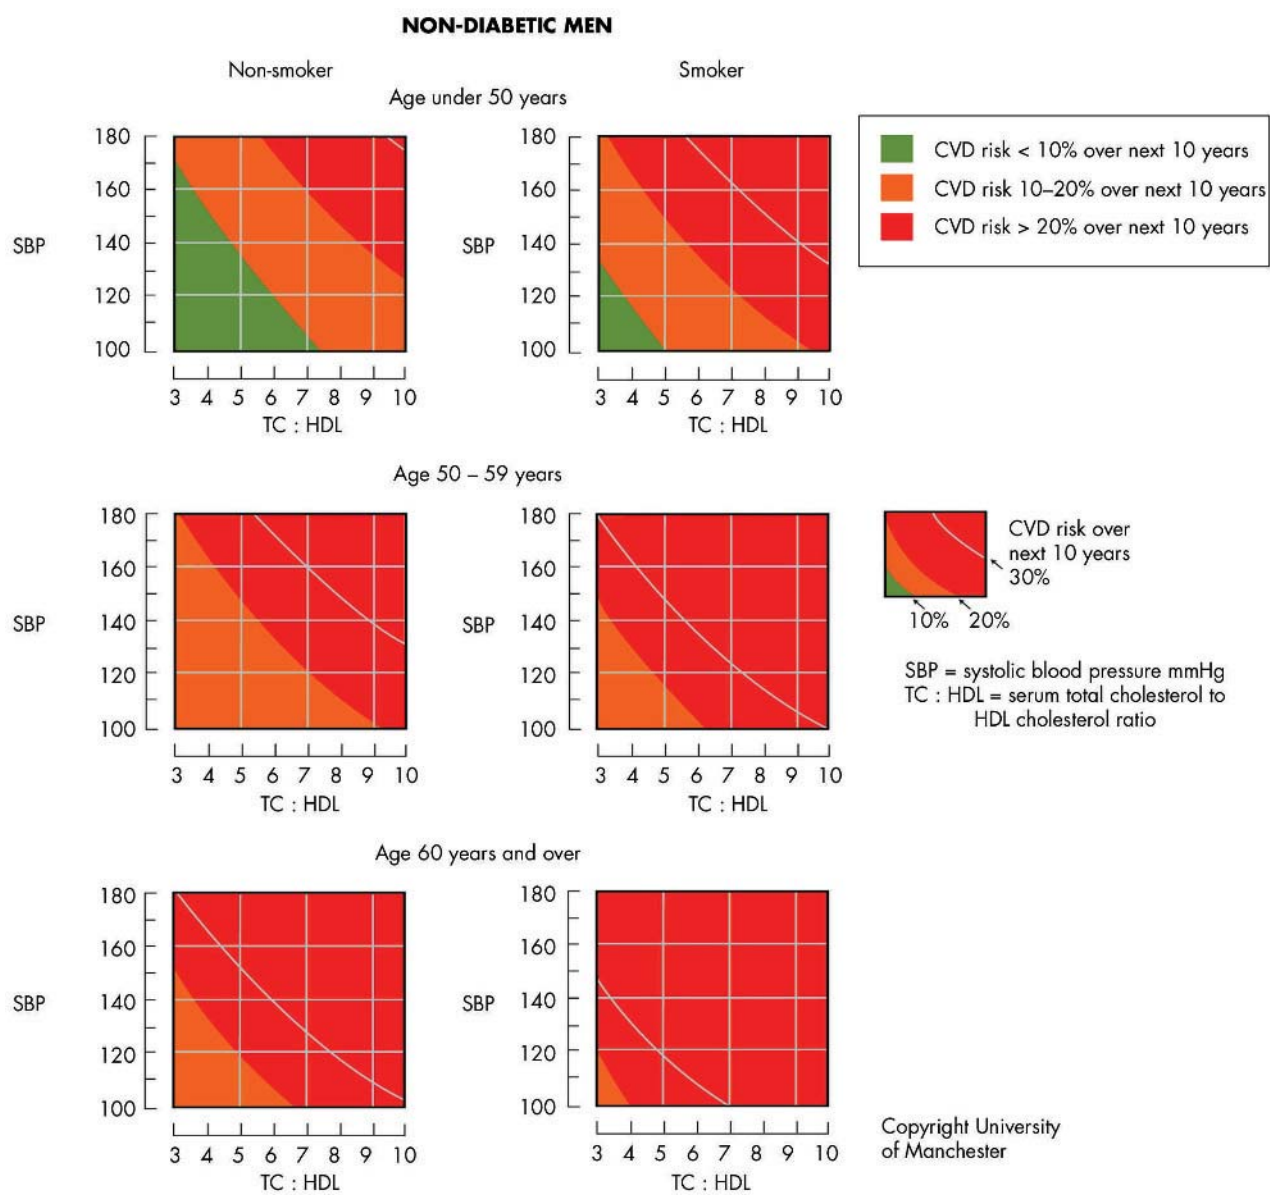 NON-DIABETIC MEN
Non-smoker
Smoker
Age under 50 years
180
160
SBP
140
120
100
3 4 5 6 7 8 9 10
TC : HDL
180
160
SBP
140
120
100
3 4 5 6 7 8 9 10
TC : HDL
CVD risk < 10% over next 10 years
CVD risk 10–20% over next 10 years
CVD risk > 20% over next 10 years
Age 50 – 59 years
180
160
SBP
140
120
100
3 4 5 6 7 8 9 10
TC : HDL
180
160
SBP
140
120
100
3 4 5 6 7 8 9 10
TC : HDL
CVD risk over
next 10 years
30%
10% 20%
SBP = systolic blood pressure mmHg
TC : HDL = serum total cholesterol to
HDL cholesterol ratio
Age 60 years and over
180
160
SBP
140
120
100
3 4 5 6 7 8 9 10
TC : HDL
180
160
SBP
140
120
100
3 4 5 6 7 8 9 10
TC : HDL
Copyright University
of Manchester